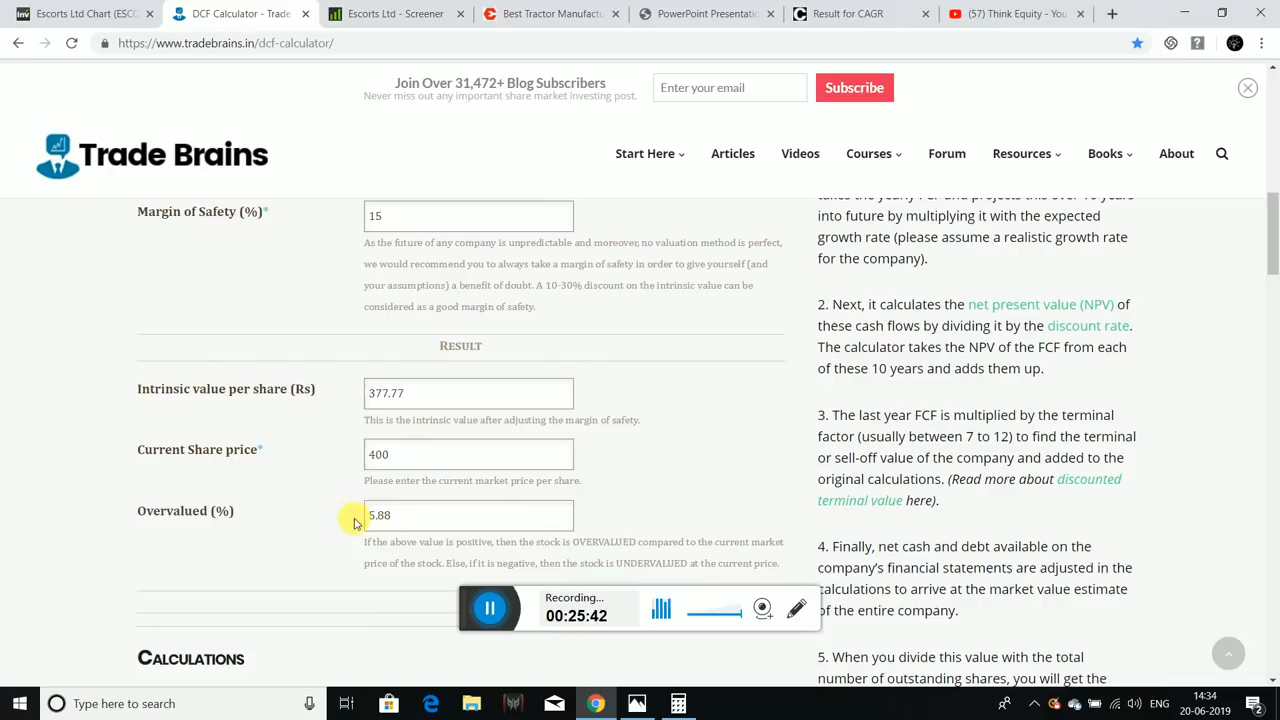 Escorts Ltd Chart (ESC
DCF Calculator - Trade
Escorts Ltd - Screener
Best Tractor Manufactu
PowerPoint Presentatio
Result for CAGR
(57) Think Equity - You
https://www.tradebrains.in/dcf-calculator/
Join Over 31,472+ Blog Subscribers
Never miss out any important share market investing post.
Enter your email
Subscribe
Trade Brains
Start Here
Articles
Videos
Courses
Forum
Resources
Books
About
Margin of Safety (%)*
15
As the future of any company is unpredictable and moreover, no valuation method is perfect,
we would recommend you to always take a margin of safety in order to give yourself (and
your assumptions) a benefit of doubt. A 10-30% discount on the intrinsic value can be
considered as a good margin of safety.
RESULT
Intrinsic value per share (Rs)
377.77
This is the intrinsic value after adjusting the margin of safety.
Current Share price*
400
Please enter the current market price per share.
Overvalued (%)
5.88
If the above value is positive, then the stock is OVERVALUED compared to the current market
price of the stock. Else, if it is negative, then the stock is UNDERVALUED at the current price.
CALCULATIONS
takes the yearly FCF and projects this over 10 years
into future by multiplying it with the expected
growth rate (please assume a realistic growth rate
for the company).
2. Next, it calculates the net present value (NPV) of
these cash flows by dividing it by the discount rate.
The calculator takes the NPV of the FCF from each
of these 10 years and adds them up.
3. The last year FCF is multiplied by the terminal
factor (usually between 7 to 12) to find the terminal
or sell-off value of the company and added to the
original calculations. (Read more about discounted
terminal value here).
4. Finally, net cash and debt available on the
company's financial statements are adjusted in the
calculations to arrive at the market value estimate
of the entire company.
5. When you divide this value with the total
number of outstanding shares, you will get the
Recording...
00:25:42
Type here to search
ENG
14:34
20-06-2019
2